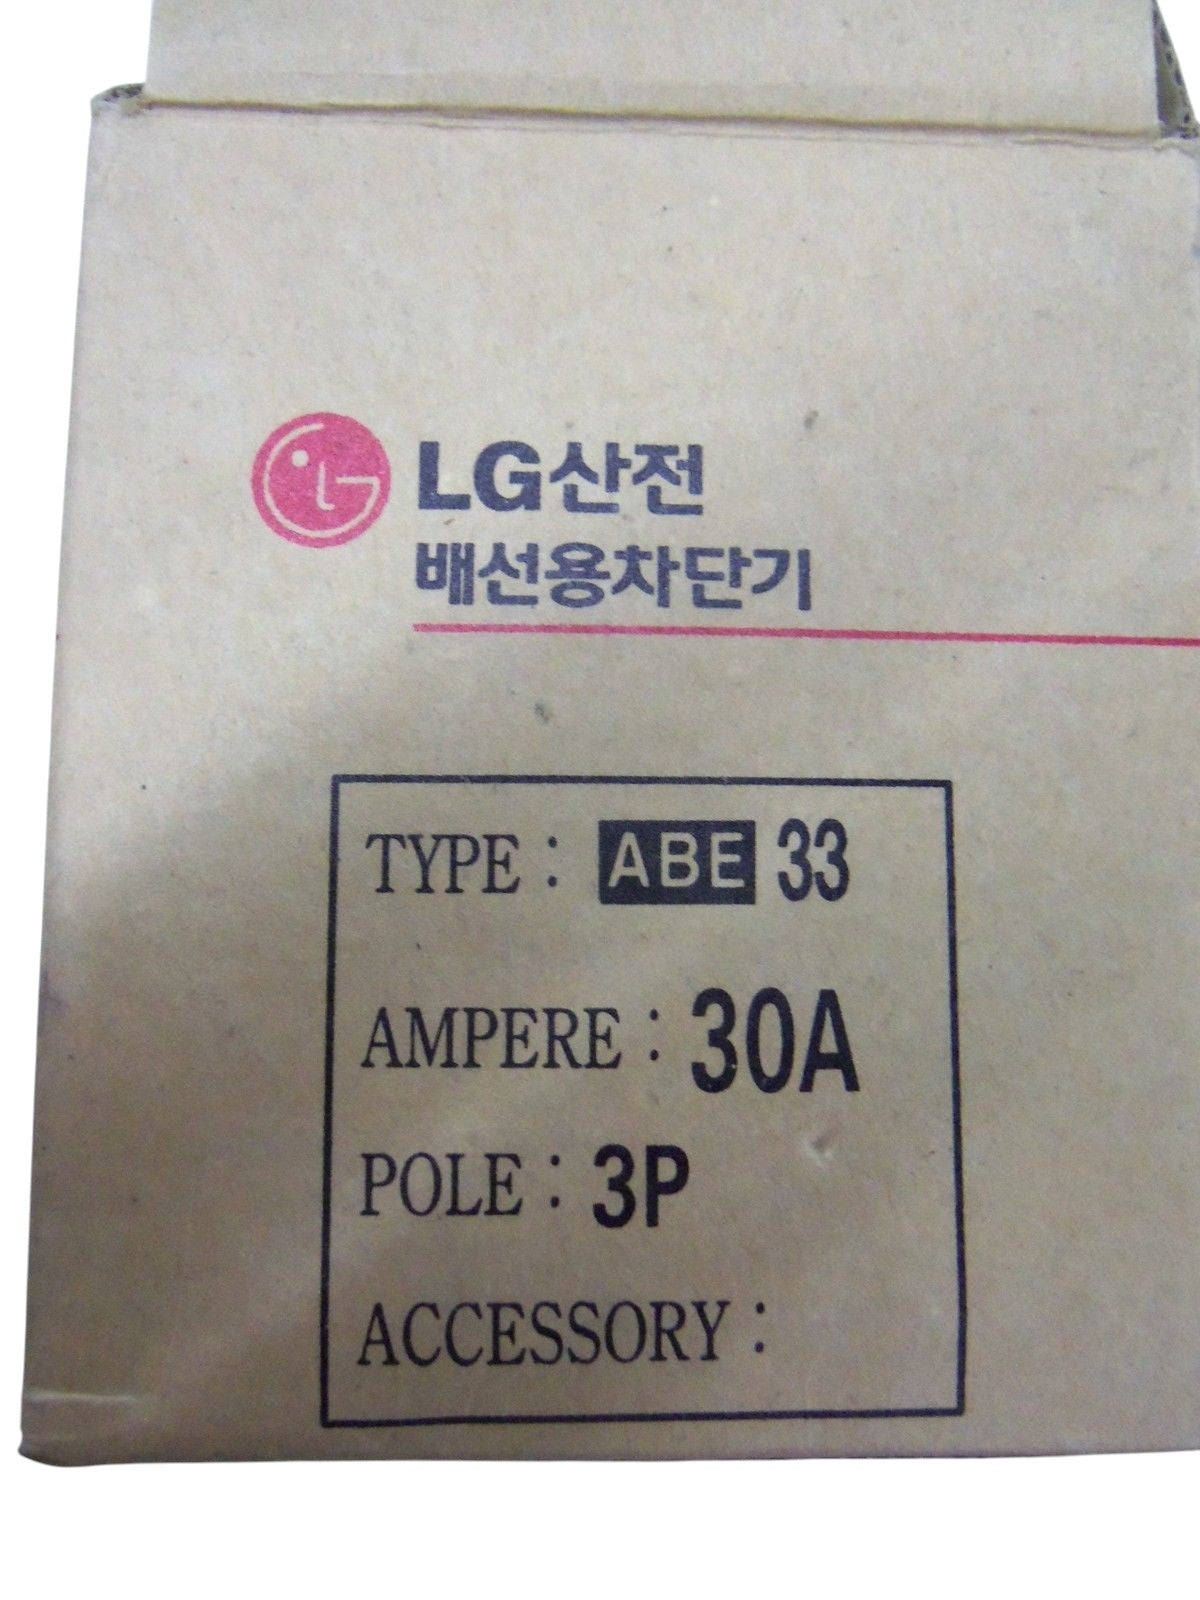 LG산전
배선용차단기
TYPE : ABE 33
AMPERE : 30A
POLE : 3P
ACCESSORY :